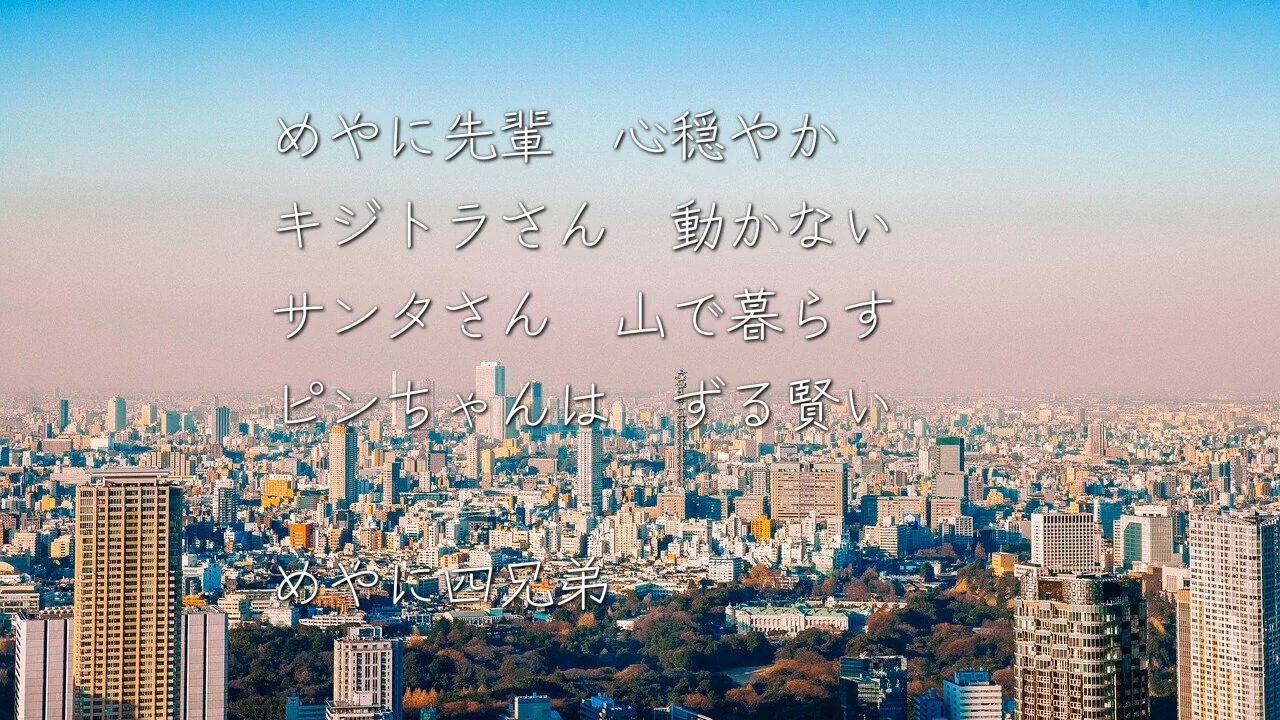 めやに先輩　心穏やか
キジトラさん　動かない
サンタさん　山で暮らす
ピンちゃんは　ずる賢い
めやに四兄弟